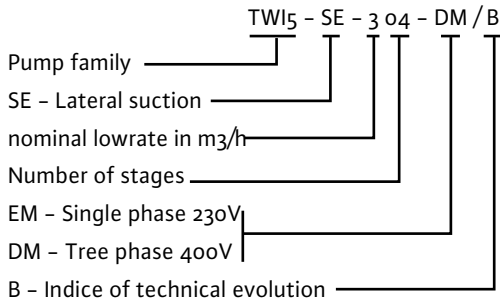 TWI5 - SE - 3 04 - DM / B
Pump family
SE – Lateral suction
nominal lowrate in m3/h
Number of stages
EM – Single phase 230V
DM – Tree phase 400V
B – Indice of technical evolution